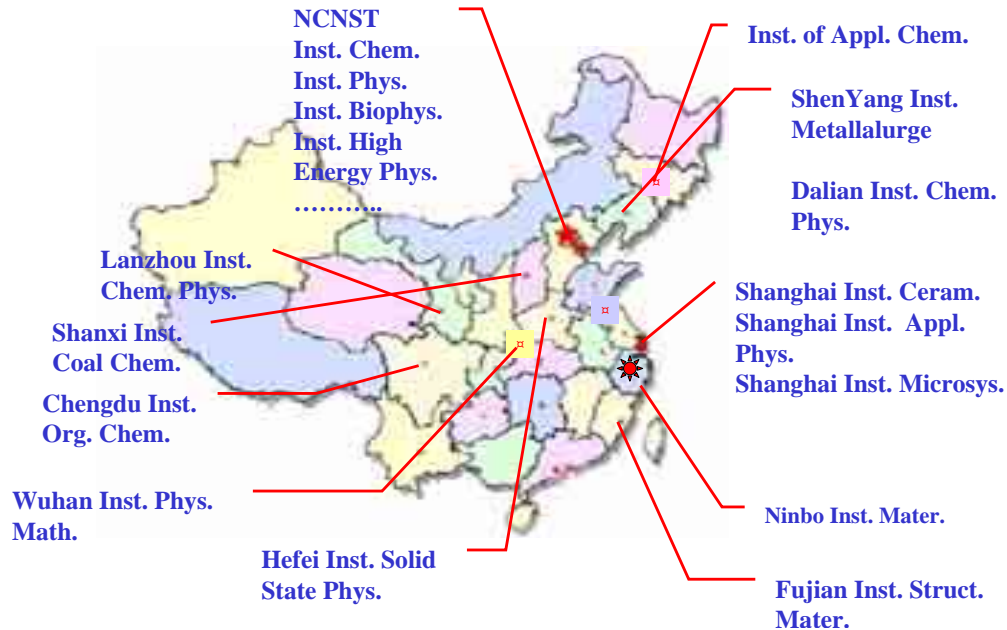 NCNST
Inst. Chem.
Inst. Phys.
Inst. Biophys.
Inst. High
Energy Phys.
………..
Inst. of Appl. Chem.
ShenYang Inst.
Metallalurge
Dalian Inst. Chem.
Phys.
Lanzhou Inst.
Chem. Phys.
Shanxi Inst.
Coal Chem.
Chengdu Inst.
Org. Chem.
Wuhan Inst. Phys.
Math.
Hefei Inst. Solid
State Phys.
Shanghai Inst. Ceram.
Shanghai Inst. Appl.
Phys.
Shanghai Inst. Microsys.
Ninbo Inst. Mater.
Fujian Inst. Struct.
Mater.